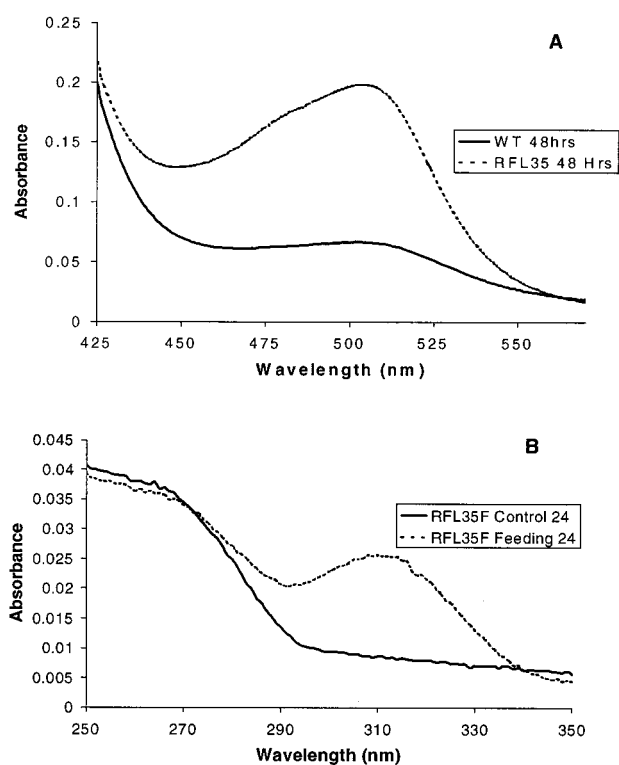 A
0.25
0.2
0.15
0.1
0.05
0
Absorbance
425
450
475
500
525
550
Wavelength (nm)
WT 48hrs
RFL35 48 Hrs
B
0.045
0.04
0.035
0.03
0.025
0.02
0.015
0.01
0.005
0
Absorbance
250
270
290
310
330
350
Wavelength (nm)
RFL35F Control 24
RFL35F Feeding 24